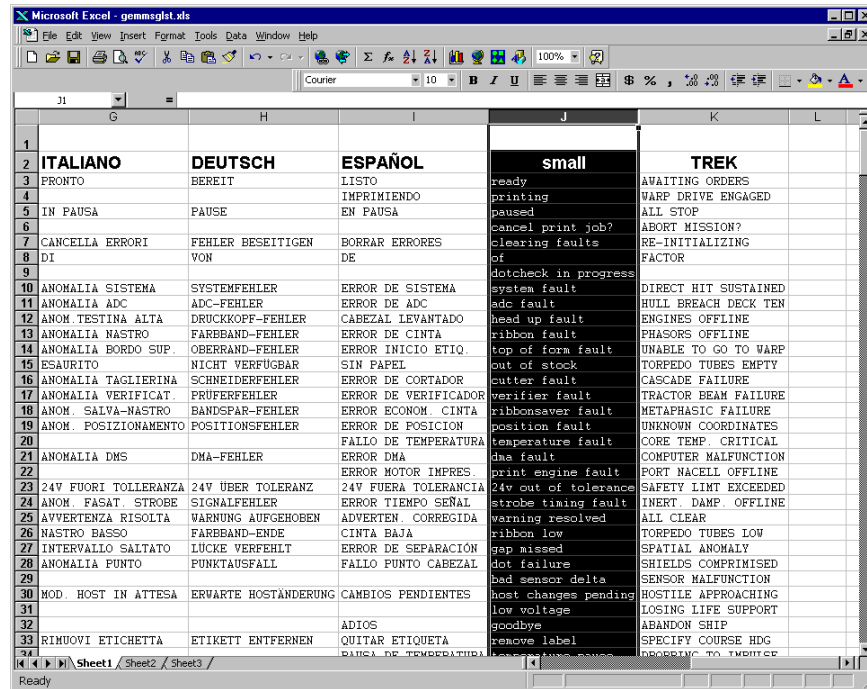 Microsoft Excel - gemmsglst.xls
File Edit View Insert Format Tools Data Window Help
100%
Courier 10 B I U $ % ,
J1 =
G H I J K L
1
2 ITALIANO DEUTSCH ESPAÑOL small TREK
3 PRONTO BEREIT LISTO ready AWAITING ORDERS
4 IMPRIMIENDO printing WARP DRIVE ENGAGED
5 IN PAUSA PAUSE EN PAUSA paused ALL STOP
6 cancel print job? ABORT MISSION?
7 CANCELLA ERRORI FEHLER BESEITIGEN BORRAR ERRORES clearing faults RE-INITIALIZING
8 DI VON DE of FACTOR
9 dotcheck in progress
10 ANOMALIA SISTEMA SYSTEMFEHLER ERROR DE SISTEMA system fault DIRECT HIT SUSTAINED
11 ANOMALIA ADC ADC-FEHLER ERROR DE ADC adc fault HULL BREACH DECK TEN
12 ANOM.TESTINA ALTA DRUCKKOPF-FEHLER CABEZAL LEVANTADO head up fault ENGINES OFFLINE
13 ANOMALIA NASTRO FARBBAND-FEHLER ERROR DE CINTA ribbon fault PHASORS OFFLINE
14 ANOMALIA BORDO SUP. OBERRAND-FEHLER ERROR INICIO ETIQ. top of form fault UNABLE TO GO TO WARP
15 ESAURITO NICHT VERFÜGBAR SIN PAPEL out of stock TORPEDO TUBES EMPTY
16 ANOMALIA TAGLIERINA SCHNEIDERFEHLER ERROR DE CORTADOR cutter fault CASCADE FAILURE
17 ANOMALIA VERIFICAT. PRÜFERFEHLER ERROR DE VERIFICADOR verifier fault TRACTOR BEAM FAILURE
18 ANOM. SALVA-NASTRO BANDSPAR-FEHLER ERROR ECONOM. CINTA ribbonsaver fault METAPHASIC FAILURE
19 ANOM. POSIZIONAMENTO POSITIONSFEHLER ERROR DE POSICION position fault UNKNOWN COORDINATES
20 FALLO DE TEMPERATURA temperature fault CORE TEMP. CRITICAL
21 ANOMALIA DMS DMA-FEHLER ERROR DMA dma fault COMPUTER MALFUNCTION
22 ERROR MOTOR IMPRES. print engine fault PORT NACELL OFFLINE
23 24V FUORI TOLLERANZA 24V ÜBER TOLERANZ 24V FUERA TOLERANCIA 24v out of tolerance SAFETY LIMT EXCEEDED
24 ANOM. FASAT. STROBE SIGNALFEHLER ERROR TIEMPO SEÑAL strobe timing fault INERT. DAMP. OFFLINE
25 AVVERTENZA RISOLTA WARNUNG AUFGEHOBEN ADVERTEN. CORREGIDA warning resolved ALL CLEAR
26 NASTRO BASSO FARBBAND-ENDE CINTA BAJA ribbon low TORPEDO TUBES LOW
27 INTERVALLO SALTATO LÜCKE VERFEHLT ERROR DE SEPARACIÓN gap missed SPATIAL ANOMALY
28 ANOMALIA PUNTO PUNKTAUSFALL FALLO PUNTO CABEZAL dot failure SHIELDS COMPRIMISED
29 bad sensor delta SENSOR MALFUNCTION
30 MOD. HOST IN ATTESA ERWARTE HOSTÄNDERUNG CAMBIOS PENDIENTES host changes pending HOSTILE APPROACHING
31 low voltage LOSING LIFE SUPPORT
32 ADIOS goodbye ABANDON SHIP
33 RIMUOVI ETICHETTA ETIKETT ENTFERNEN QUITAR ETIQUETA remove label SPECIFY COURSE HDG
34 PAUSA DE TEMPERATURA temperature pause DROPPING TO IMPULSE
Sheet1 Sheet2 Sheet3
Ready